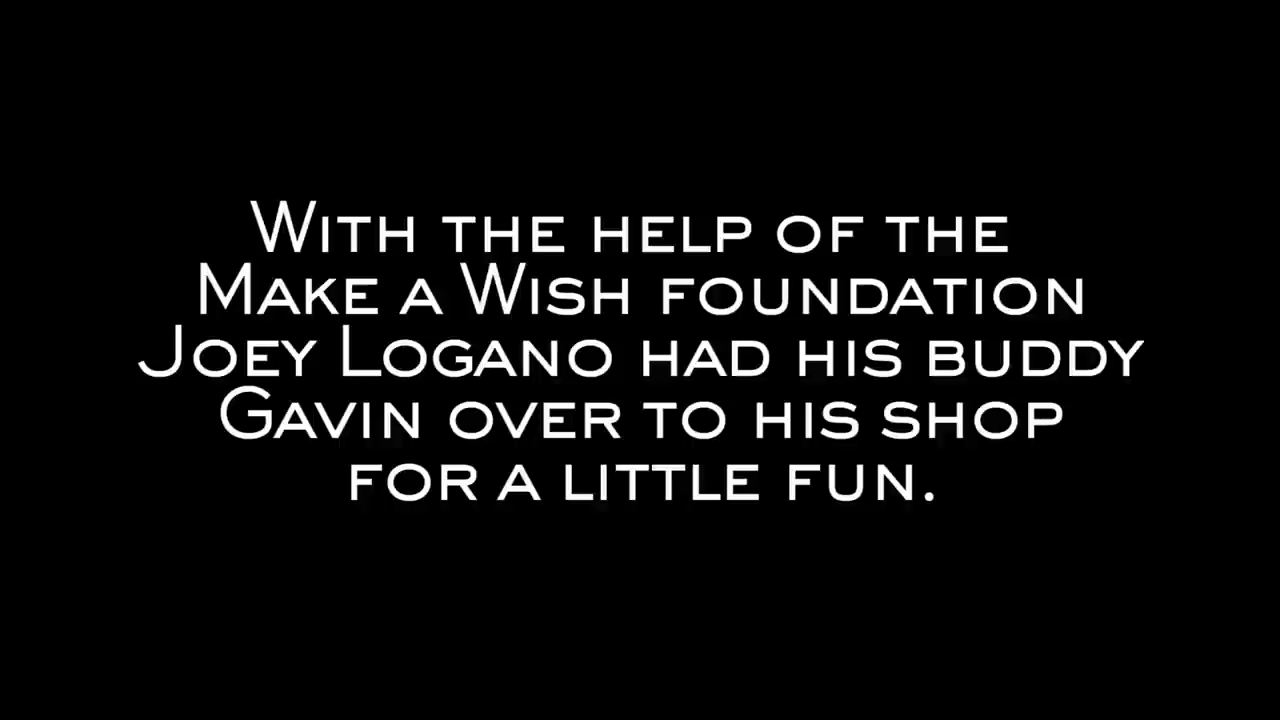 With the help of the
Make a Wish foundation
Joey Logano had his buddy
Gavin over to his shop
for a little fun.